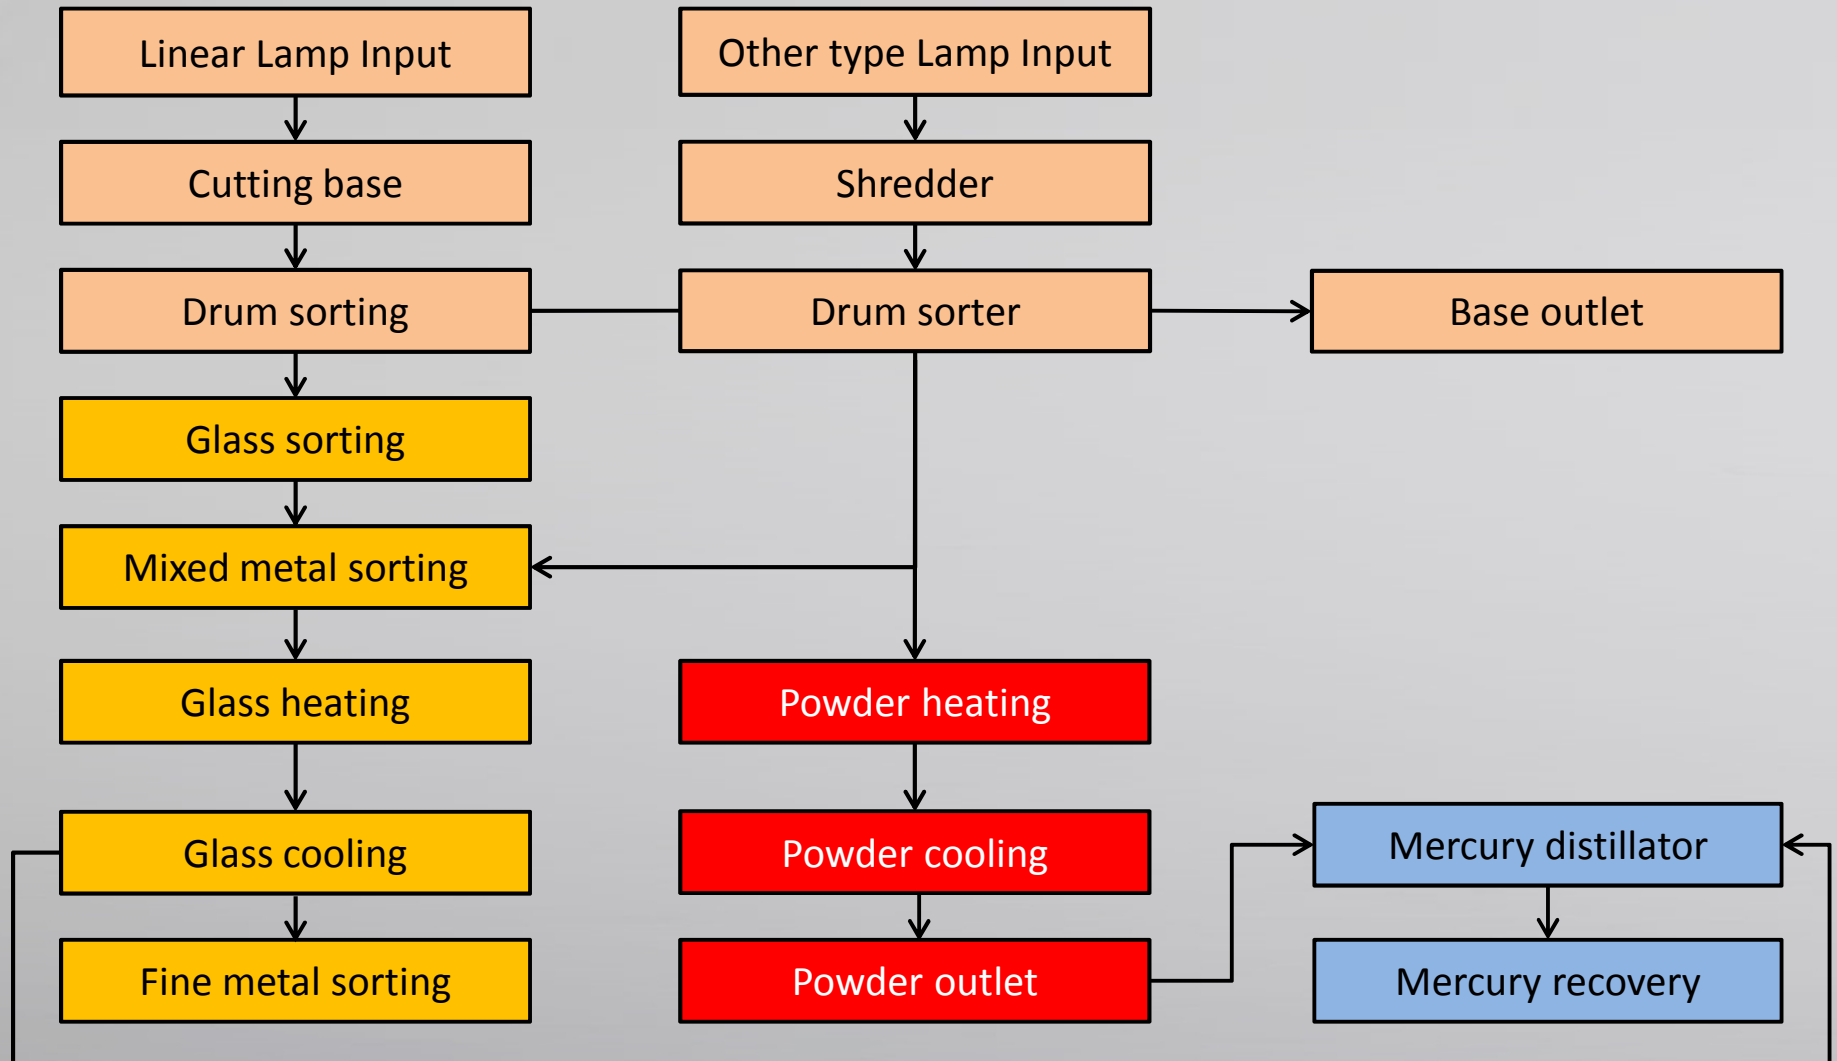 Linear Lamp Input
Other type Lamp Input
Cutting base
Shredder
Drum sorting
Drum sorter
Base outlet
Glass sorting
Mixed metal sorting
Glass heating
Powder heating
Glass cooling
Powder cooling
Mercury distillator
Fine metal sorting
Powder outlet
Mercury recovery